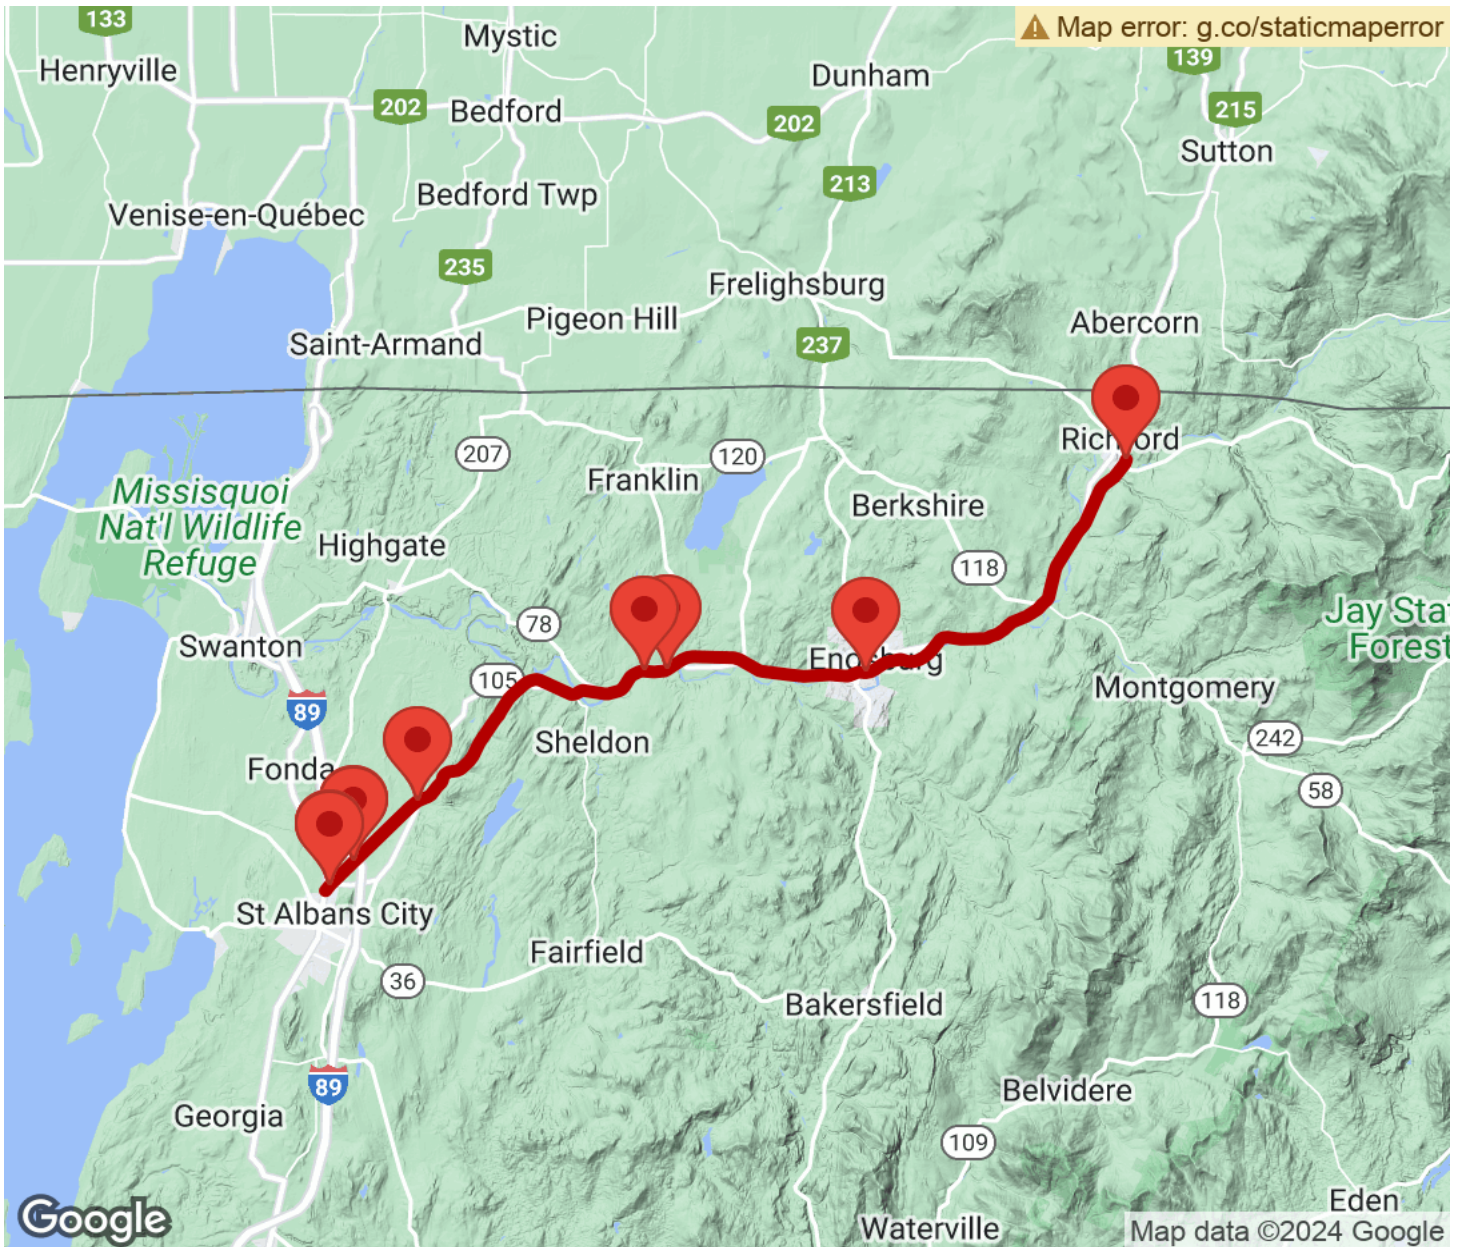 133
Mystic
Map error: g.co/staticmaperror
Henryville
Dunham
139
202
Bedford
202
215
Sutton
213
Bedford Twp
Venise-en-Québec
235
Frelighsburg
Pigeon Hill
Abercorn
Saint-Armand
237
Richford
207
120
Franklin
Missisquoi
Nat'l Wildlife
Refuge
Berkshire
Highgate
118
78
Jay Sta
Forest
Swanton
Enosburg
105
Montgomery
89
Sheldon
242
Fonda
58
St Albans City
Fairfield
36
Bakersfield
118
89
Belvidere
Georgia
109
Eden
Google
Waterville
Map data ©2024 Google